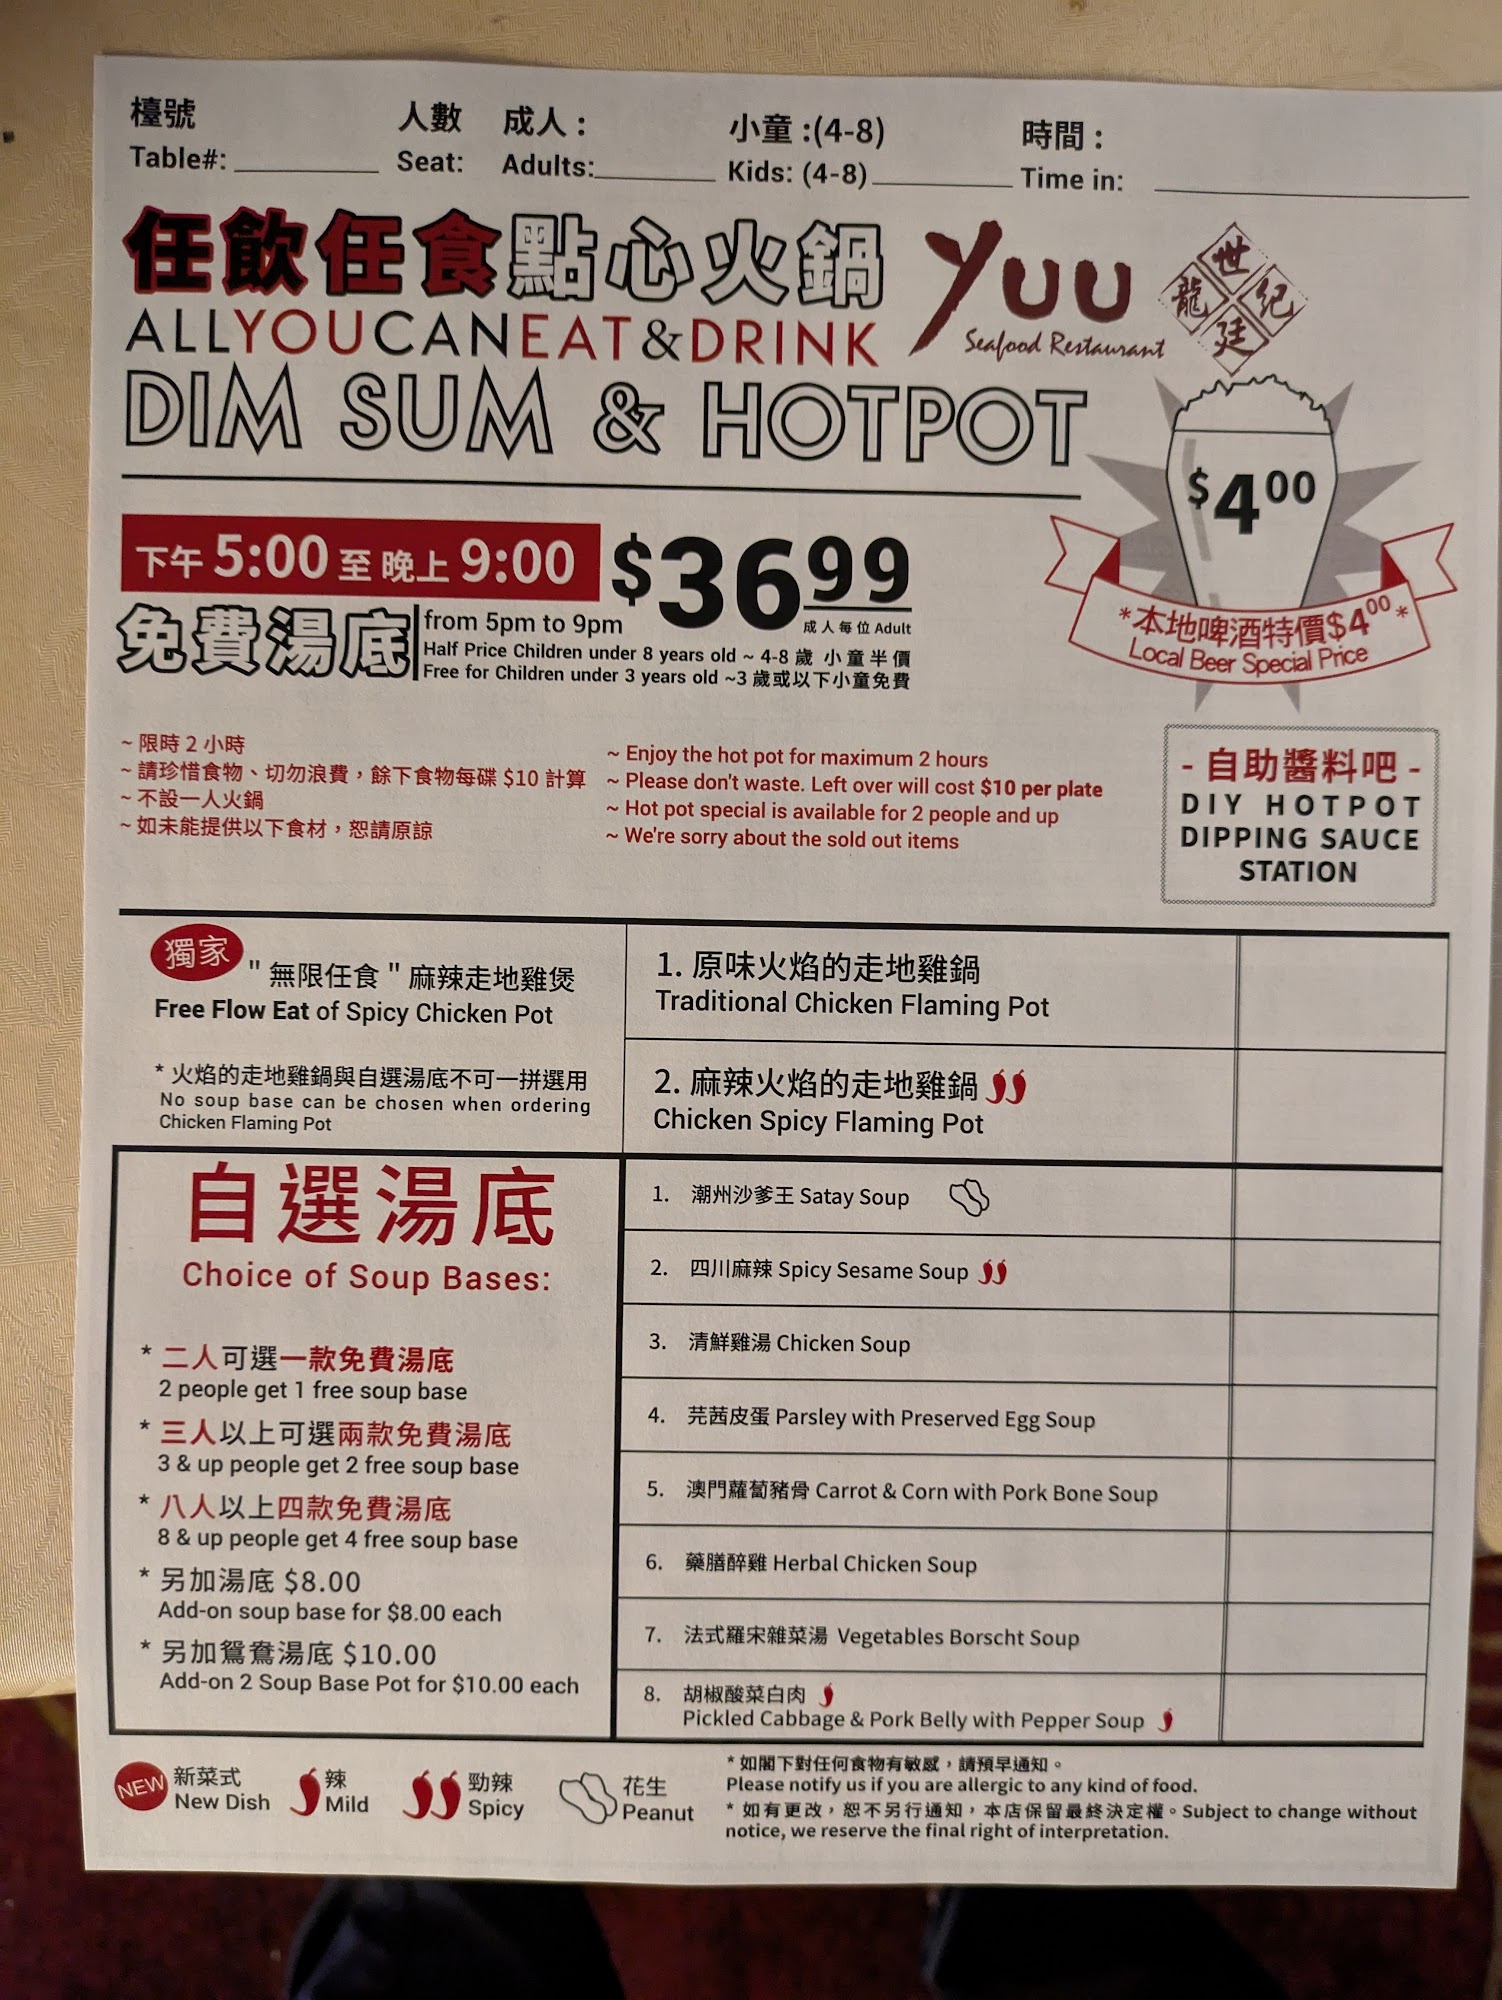 檯號 人數 成人： 小童:(4-8) 時間：
Table#: Seat: Adults: Kids: (4-8) Time in:
任飲任食點心火鍋
ALLYOUCANEAT&DRINK
DIM SUM & HOTPOT
Yuu
Seafood Restaurant
世
龍 紀
廷
$4 00
*本地啤酒特價$4 00*
Local Beer Special Price
下午 5:00 至 晚上 9:00
$36 99
成人每位 Adult
免費湯底
from 5pm to 9pm
Half Price Children under 8 years old ~ 4-8 歲 小童半價
Free for Children under 3 years old ~3 歲或以下小童免費
~ 限時 2 小時
~ 請珍惜食物、切勿浪費，餘下食物每碟 $10 計算
~ 不設一人火鍋
~ 如未能提供以下食材，恕請原諒
~ Enjoy the hot pot for maximum 2 hours
~ Please don't waste. Left over will cost $10 per plate
~ Hot pot special is available for 2 people and up
~ We're sorry about the sold out items
- 自助醬料吧 -
DIY HOTPOT
DIPPING SAUCE
STATION
獨家
"無限任食"麻辣走地雞煲
Free Flow Eat of Spicy Chicken Pot
* 火焰的走地雞鍋與自選湯底不可一拼選用
No soup base can be chosen when ordering
Chicken Flaming Pot
1. 原味火焰的走地雞鍋
Traditional Chicken Flaming Pot
2. 麻辣火焰的走地雞鍋
Chicken Spicy Flaming Pot
自選湯底
Choice of Soup Bases:
* 二人可選一款免費湯底
2 people get 1 free soup base
* 三人以上可選兩款免費湯底
3 & up people get 2 free soup base
* 八人以上四款免費湯底
8 & up people get 4 free soup base
* 另加湯底 $8.00
Add-on soup base for $8.00 each
* 另加鴛鴦湯底 $10.00
Add-on 2 Soup Base Pot for $10.00 each
1. 潮州沙爹王 Satay Soup
2. 四川麻辣 Spicy Sesame Soup
3. 清鮮雞湯 Chicken Soup
4. 芫茜皮蛋 Parsley with Preserved Egg Soup
5. 澳門蘿蔔豬骨 Carrot & Corn with Pork Bone Soup
6. 藥膳醉雞 Herbal Chicken Soup
7. 法式羅宋雜菜湯 Vegetables Borscht Soup
8. 胡椒酸菜白肉
Pickled Cabbage & Pork Belly with Pepper Soup
NEW 新菜式
New Dish
辣
Mild
勁辣
Spicy
花生
Peanut
* 如閣下對任何食物有敏感，請預早通知。
Please notify us if you are allergic to any kind of food.
* 如有更改，恕不另行通知，本店保留最終決定權。Subject to change without
notice, we reserve the final right of interpretation.